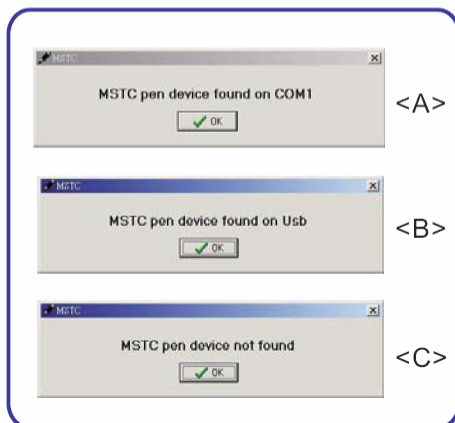 MSTC
MSTC pen device found on COM1
OK
<A>
MSTC
MSTC pen device found on Usb
OK
<B>
MSTC
MSTC pen device not found
OK
<C>